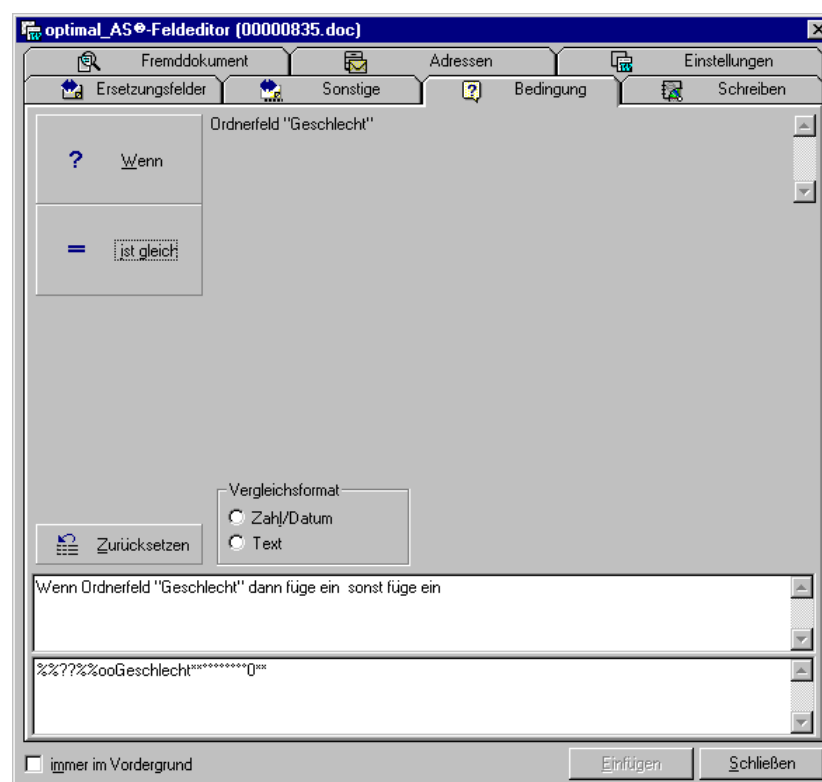 optimal_AS®-Feldeditor (00000835.doc)
Fremddokument Adressen Einstellungen
Ersetzungsfelder Sonstige Bedingung Schreiben
Ordnerfeld "Geschlecht"
? Wenn
= ist gleich
Vergleichsformat
Zahl/Datum
Zurücksetzen Text
Wenn Ordnerfeld "Geschlecht" dann füge ein sonst füge ein
%%??%%ooGeschlecht**********0**
immer im Vordergrund Einfügen Schließen